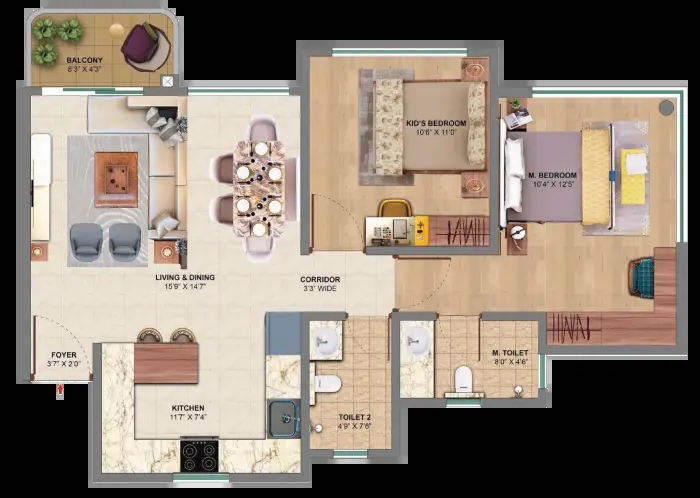 BALCONY
8'3" X 4'3"
KID'S BEDROOM
10'6" X 11'0"
M. BEDROOM
10'4" X 12'5"
LIVING & DINING
15'9" X 14'7"
CORRIDOR
3'3" WIDE
FOYER
3'7" X 2'0"
M. TOILET
8'0" X 4'6"
KITCHEN
11'7" X 7'4"
TOILET 2
4'9" X 7'6"